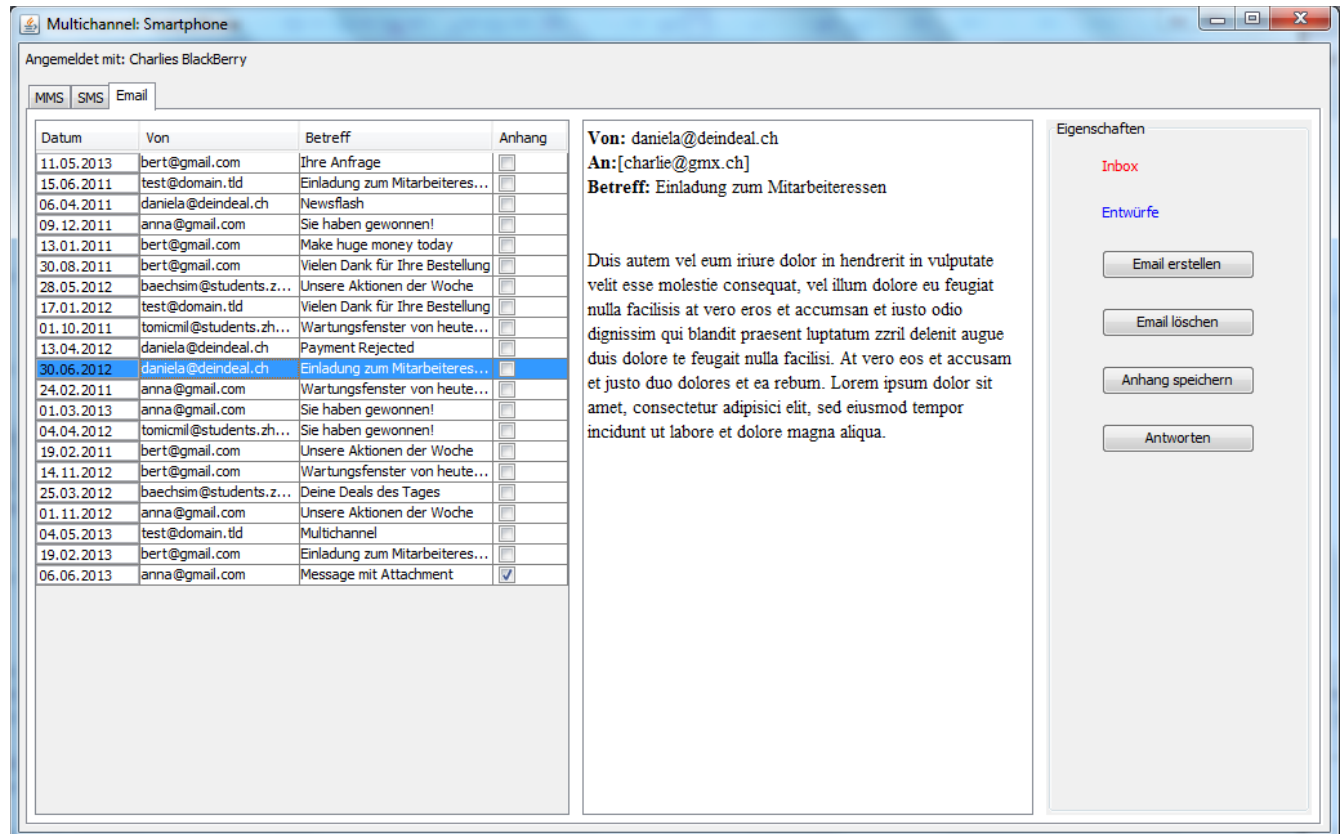 Multichannel: Smartphone
Angemeldet mit: Charlies BlackBerry
MMS SMS Email
Datum Von Betreff Anhang
11.05.2013 bert@gmail.com Ihre Anfrage
15.06.2011 test@domain.tld Einladung zum Mitarbeiteres...
06.04.2011 daniela@deindeal.ch Newsflash
09.12.2011 anna@gmail.com Sie haben gewonnen!
13.01.2011 bert@gmail.com Make huge money today
30.08.2011 bert@gmail.com Vielen Dank für Ihre Bestellung
28.05.2012 baechsim@students.z... Unsere Aktionen der Woche
17.01.2012 test@domain.tld Vielen Dank für Ihre Bestellung
01.10.2011 tomicmil@students.zh... Wartungsfenster von heute...
13.04.2012 daniela@deindeal.ch Payment Rejected
30.06.2012 daniela@deindeal.ch Einladung zum Mitarbeiteres...
24.02.2011 anna@gmail.com Wartungsfenster von heute...
01.03.2013 anna@gmail.com Sie haben gewonnen!
04.04.2012 tomicmil@students.zh... Sie haben gewonnen!
19.02.2011 bert@gmail.com Unsere Aktionen der Woche
14.11.2012 bert@gmail.com Wartungsfenster von heute...
25.03.2012 baechsim@students.z... Deine Deals des Tages
01.11.2012 anna@gmail.com Unsere Aktionen der Woche
04.05.2013 test@domain.tld Multichannel
19.02.2013 bert@gmail.com Einladung zum Mitarbeiteres...
06.06.2013 anna@gmail.com Message mit Attachment
Von: daniela@deindeal.ch
An:[charlie@gmx.ch]
Betreff: Einladung zum Mitarbeiteressen
Duis autem vel eum iriure dolor in hendrerit in vulputate
velit esse molestie consequat, vel illum dolore eu feugiat
nulla facilisis at vero eros et accumsan et iusto odio
dignissim qui blandit praesent luptatum zzril delenit augue
duis dolore te feugait nulla facilisi. At vero eos et accusam
et justo duo dolores et ea rebum. Lorem ipsum dolor sit
amet, consectetur adipisici elit, sed eiusmod tempor
incidunt ut labore et dolore magna aliqua.
Eigenschaften
Inbox
Entwürfe
Email erstellen
Email löschen
Anhang speichern
Antworten